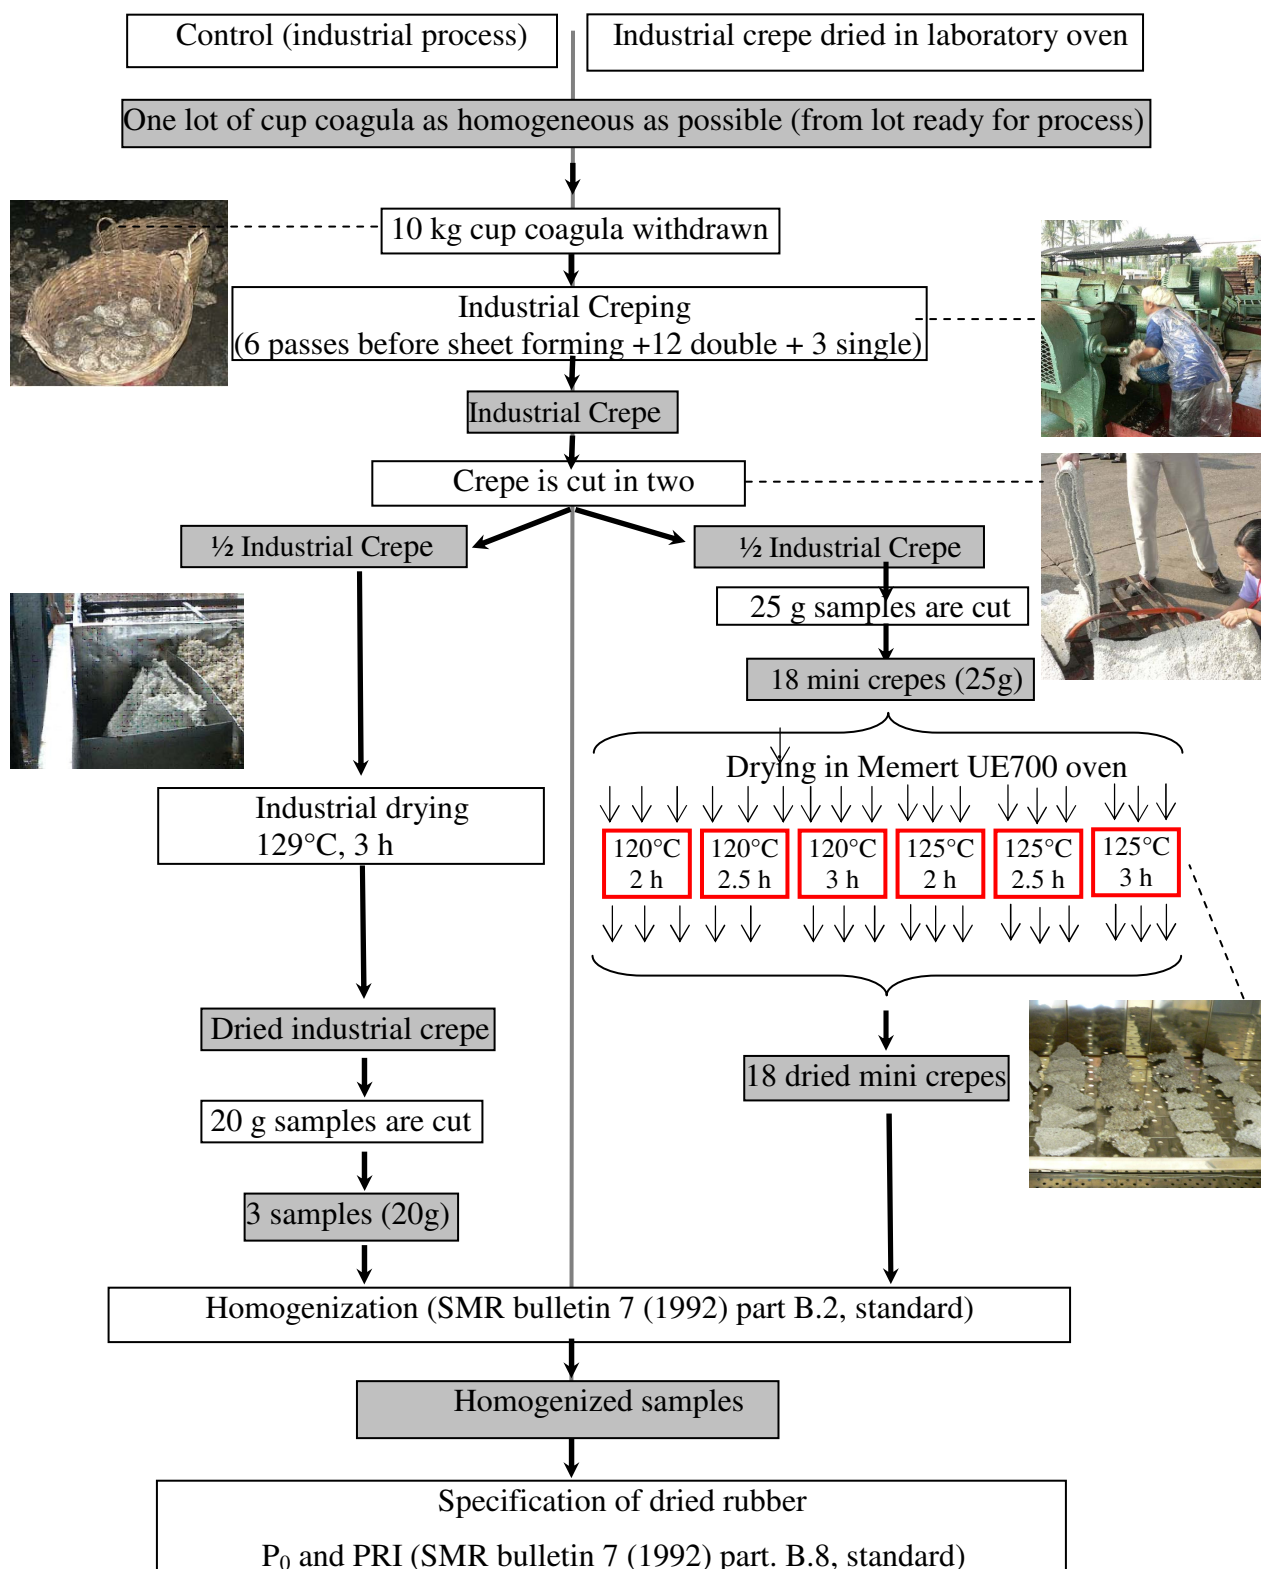 Control (industrial process)
Industrial crepe dried in laboratory oven
One lot of cup coagula as homogeneous as possible (from lot ready for process)
10 kg cup coagula withdrawn
Industrial Creping
(6 passes before sheet forming +12 double + 3 single)
Industrial Crepe
Crepe is cut in two
½ Industrial Crepe
½ Industrial Crepe
25 g samples are cut
18 mini crepes (25g)
Drying in Memert UE700 oven
Industrial drying
129°C, 3 h
120°C
2 h
120°C
2.5 h
120°C
3 h
125°C
2 h
125°C
2.5 h
125°C
3 h
Dried industrial crepe
18 dried mini crepes
20 g samples are cut
3 samples (20g)
Homogenization (SMR bulletin 7 (1992) part B.2, standard)
Homogenized samples
Specification of dried rubber
P₀ and PRI (SMR bulletin 7 (1992) part. B.8, standard)